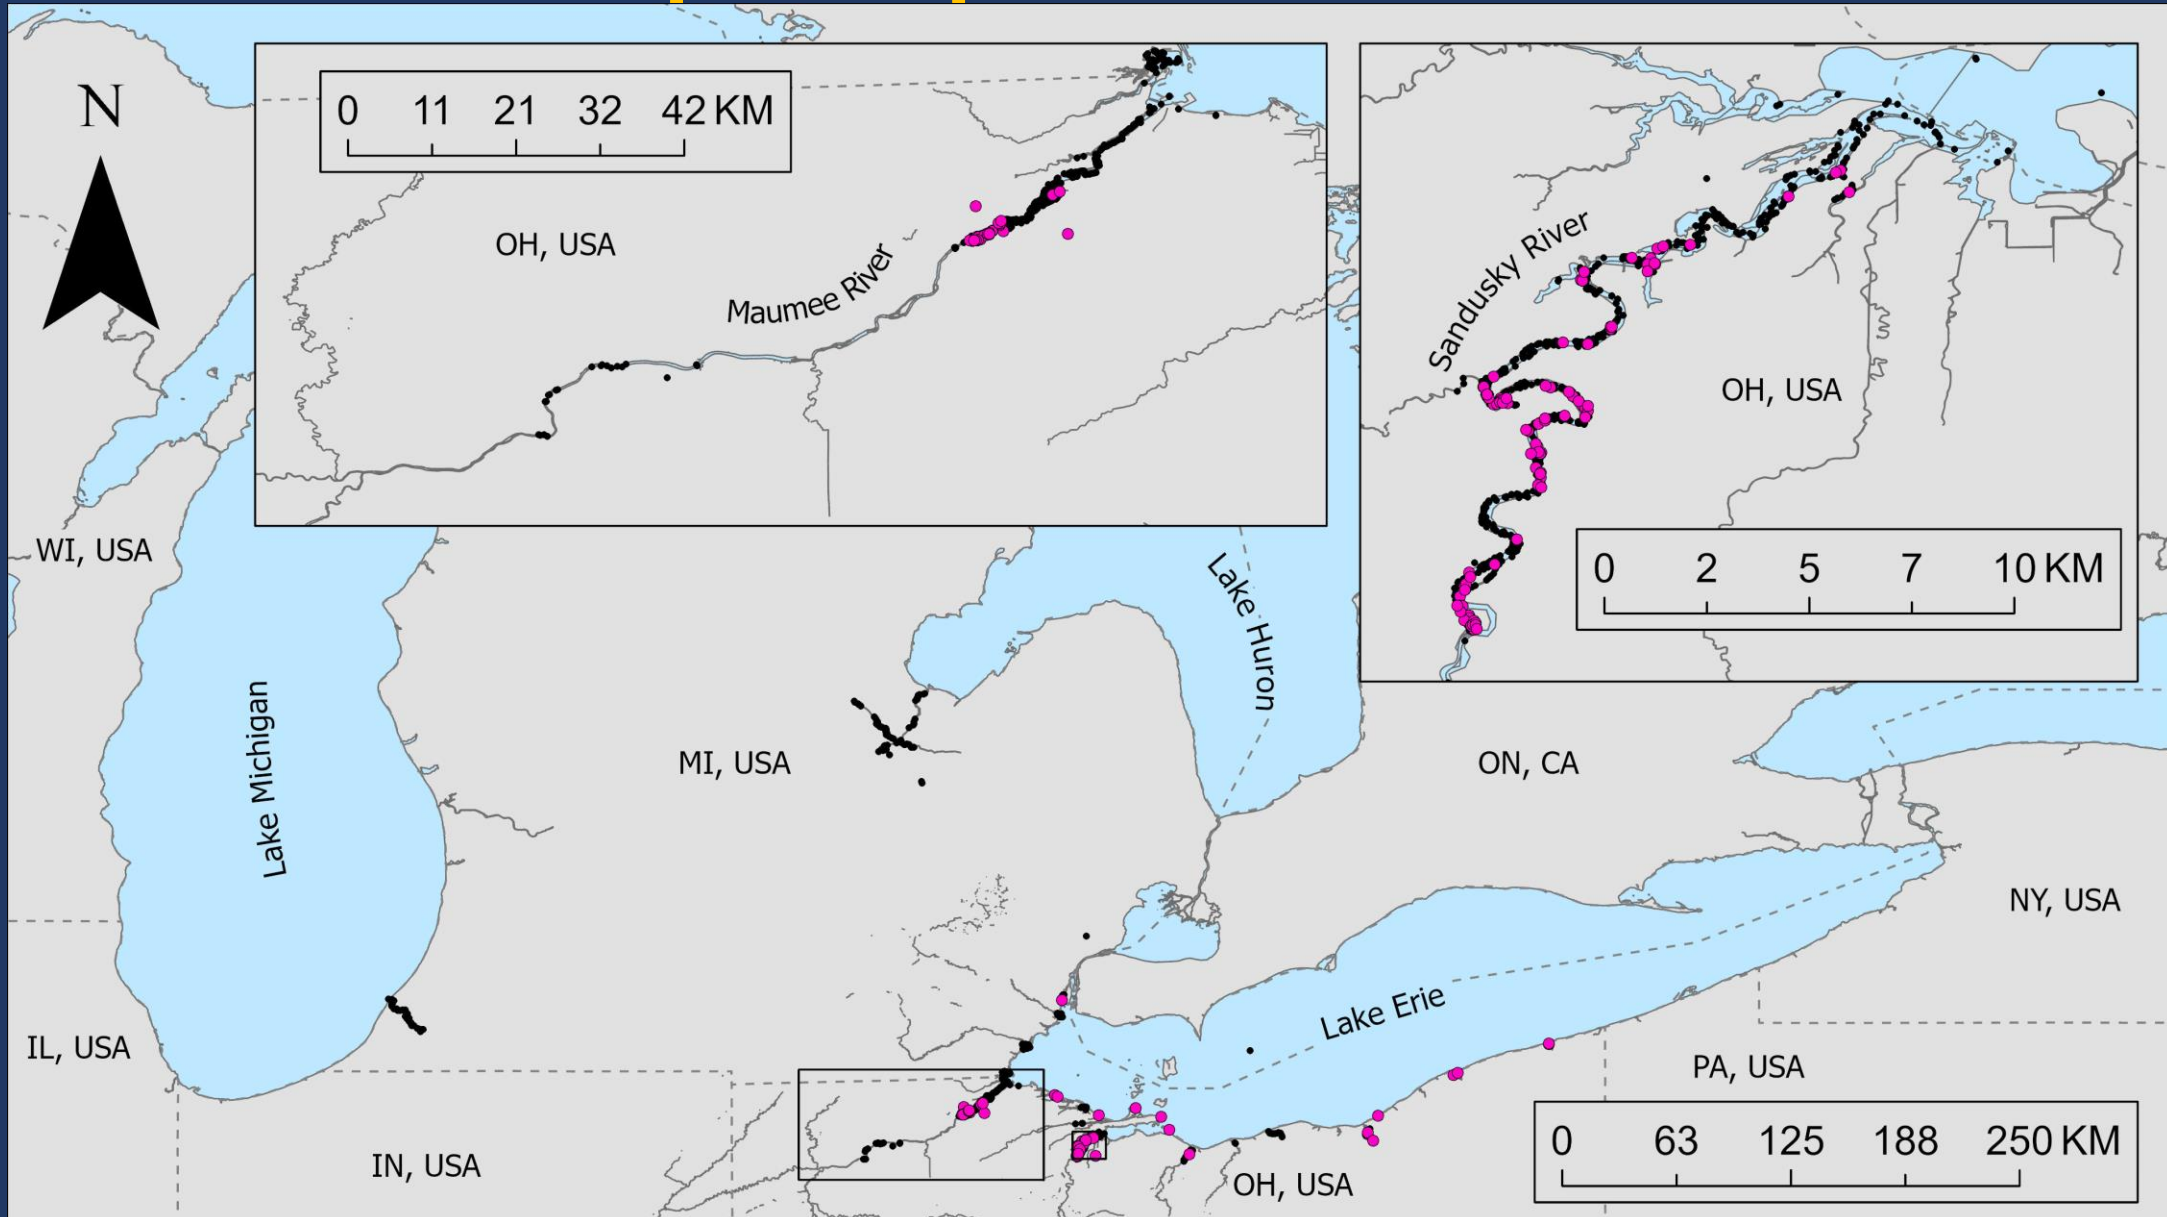 N
0 11 21 32 42 KM
OH, USA
Maumee River
Sandusky River
OH, USA
0 2 5 7 10 KM
WI, USA
Lake Michigan
Lake Huron
MI, USA
ON, CA
NY, USA
Lake Erie
IL, USA
PA, USA
IN, USA
OH, USA
0 63 125 188 250 KM